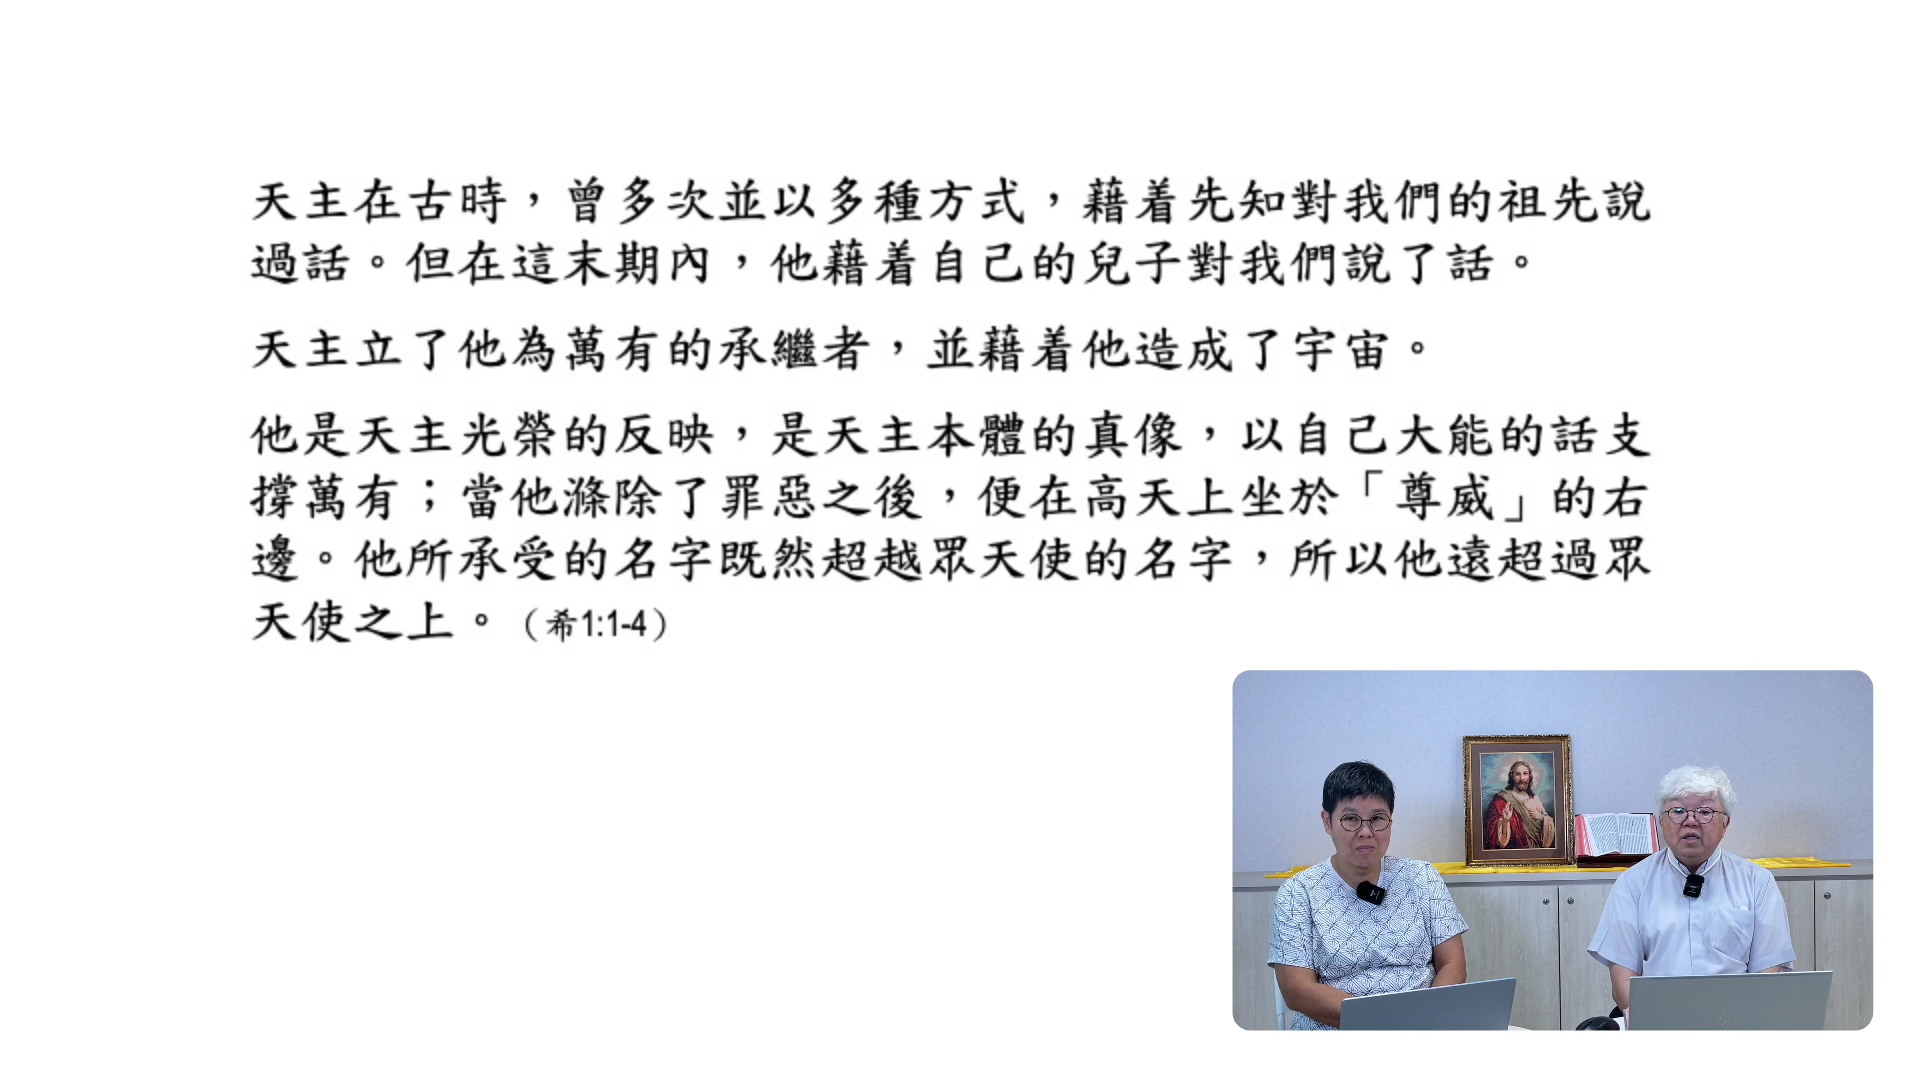 天主在古時，曾多次並以多種方式，藉着先知對我們的祖先說
過話。但在這末期內，他藉着自己的兒子對我們說了話。
天主立了他為萬有的承繼者，並藉着他造成了宇宙。
他是天主光榮的反映，是天主本體的真像，以自己大能的話支
撐萬有；當他滌除了罪惡之後，便在高天上坐於「尊威」的右
邊。他所承受的名字既然超越眾天使的名字，所以他遠超過眾
天使之上。（希1:1-4）